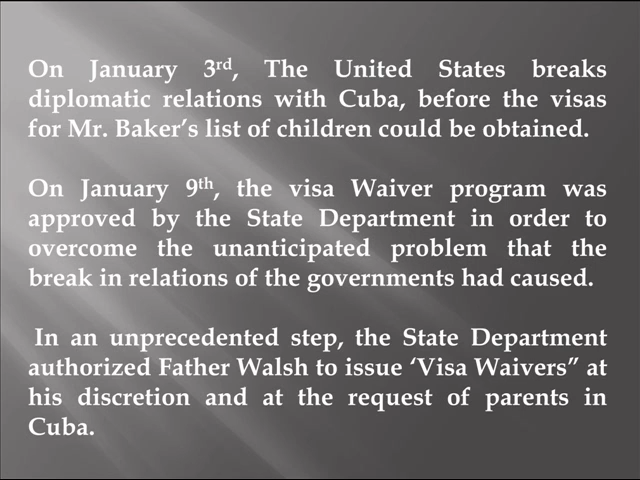 On January 3rd, The United States breaks
diplomatic relations with Cuba, before the visas
for Mr. Baker’s list of children could be obtained.
On January 9th, the visa Waiver program was
approved by the State Department in order to
overcome the unanticipated problem that the
break in relations of the governments had caused.
In an unprecedented step, the State Department
authorized Father Walsh to issue ‘Visa Waivers” at
his discretion and at the request of parents in
Cuba.